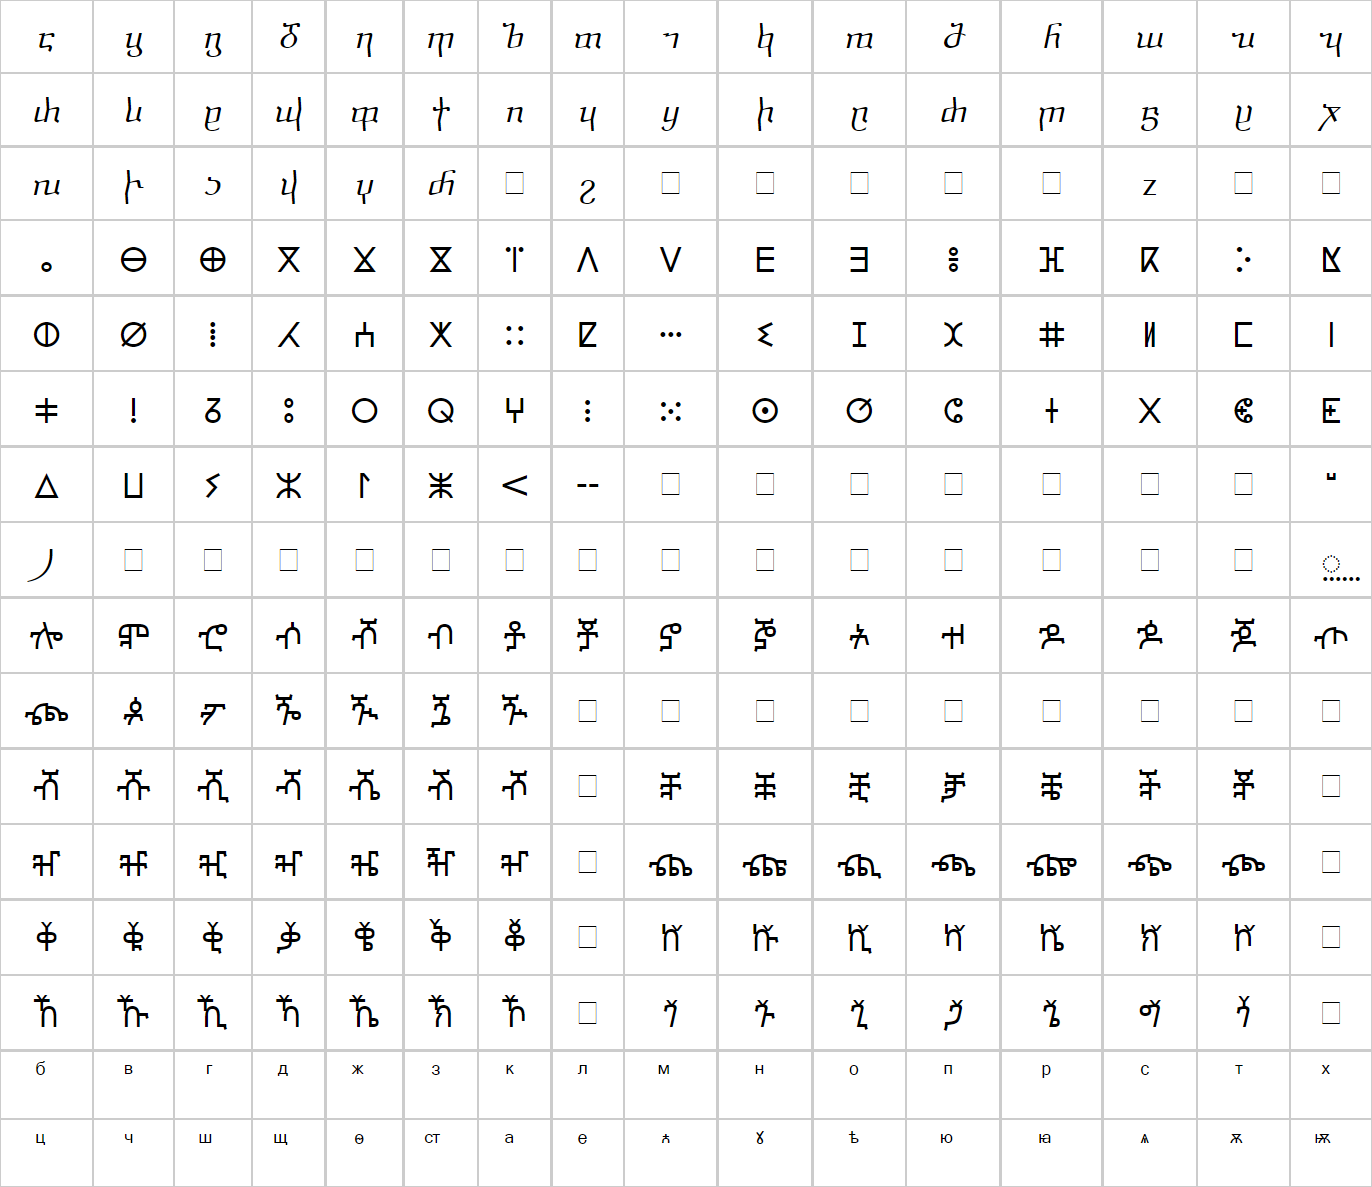 ⴀ ⴁ ⴂ ⴃ ⴄ ⴅ ⴆ ⴇ ⴈ ⴉ ⴊ ⴋ ⴌ ⴍ ⴎ ⴏ
ⴐ ⴑ ⴒ ⴓ ⴔ ⴕ ⴖ ⴗ ⴘ ⴙ ⴚ ⴛ ⴜ ⴝ ⴞ ⴟ
ⴠ ⴡ ⴢ ⴣ ⴤ ⴥ ⴧ ⴭ
ⴰ ⴱ ⴲ ⴳ ⴴ ⴵ ⴶ ⴷ ⴸ ⴹ ⴺ ⴻ ⴼ ⴽ ⴾ ⴿ
ⵀ ⵁ ⵂ ⵃ ⵄ ⵅ ⵆ ⵇ ⵈ ⵉ ⵊ ⵋ ⵌ ⵍ ⵎ ⵏ
ⵐ ⵑ ⵒ ⵓ ⵔ ⵕ ⵖ ⵗ ⵘ ⵙ ⵚ ⵛ ⵜ ⵝ ⵞ ⵟ
ⵠ ⵡ ⵢ ⵣ ⵤ ⵥ ⵦ ⵧ ⵯ
⵰ ⵿
ⶀ ⶁ ⶂ ⶃ ⶄ ⶅ ⶆ ⶇ ⶈ ⶉ ⶊ ⶋ ⶌ ⶍ ⶎ ⶏ
ⶐ ⶑ ⶒ ⶓ ⶔ ⶕ ⶖ
ⶠ ⶡ ⶢ ⶣ ⶤ ⶥ ⶦ ⶨ ⶩ ⶪ ⶫ ⶬ ⶭ ⶮ
ⶰ ⶱ ⶲ ⶳ ⶴ ⶵ ⶶ ⶸ ⶹ ⶺ ⶻ ⶼ ⶽ ⶾ
ⷀ ⷁ ⷂ ⷃ ⷄ ⷅ ⷆ ⷈ ⷉ ⷊ ⷋ ⷌ ⷍ ⷎ
ⷐ ⷑ ⷒ ⷓ ⷔ ⷕ ⷖ ⷘ ⷙ ⷚ ⷛ ⷜ ⷝ ⷞ
б в г д ж з к л м н о п р с т х
ц ч ш щ ѳ ст а е ꙉ ꙋ ѣ ю ꙗ ѧ ѫ ѭ